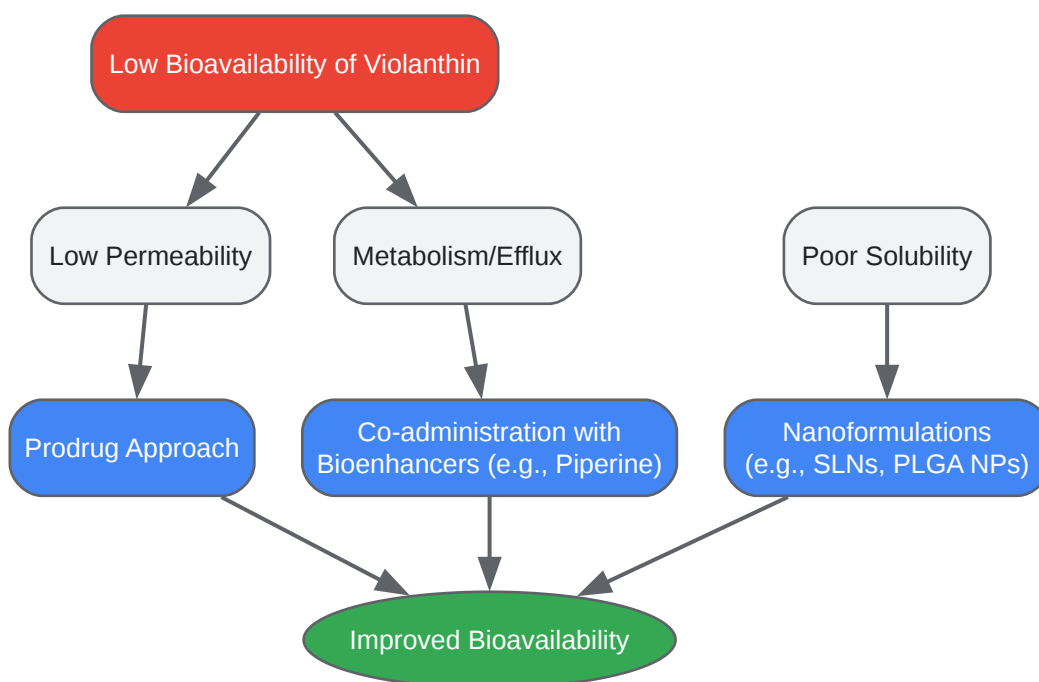 Low Bioavailability of Violanthin
Low Permeability
Metabolism/Efflux
Poor Solubility
Prodrug Approach
Co-administration with
Bioenhancers (e.g., Piperine)
Nanoformulations
(e.g., SLNs, PLGA NPs)
Improved Bioavailability